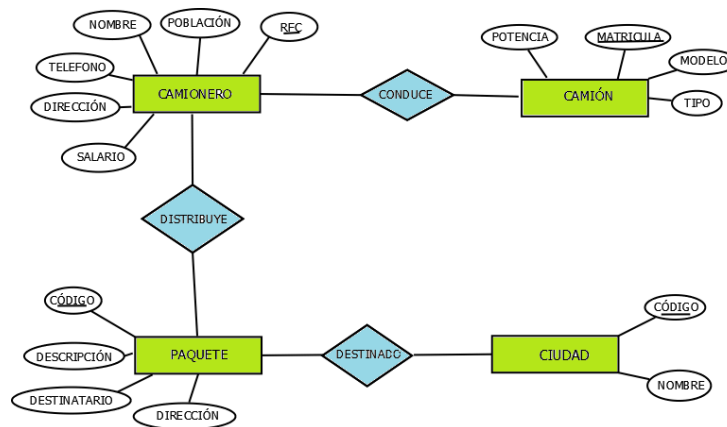 NOMBRE
POBLACIÓN
RFC
TELEFONO
CAMIONERO
DIRECCIÓN
SALARIO
CONDUCE
POTENCIA
MATRICULA
MODELO
CAMIÓN
TIPO
DISTRIBUYE
CÓDIGO
DESCRIPCIÓN
PAQUETE
DESTINATARIO
DIRECCIÓN
DESTINADO
CÓDIGO
CIUDAD
NOMBRE